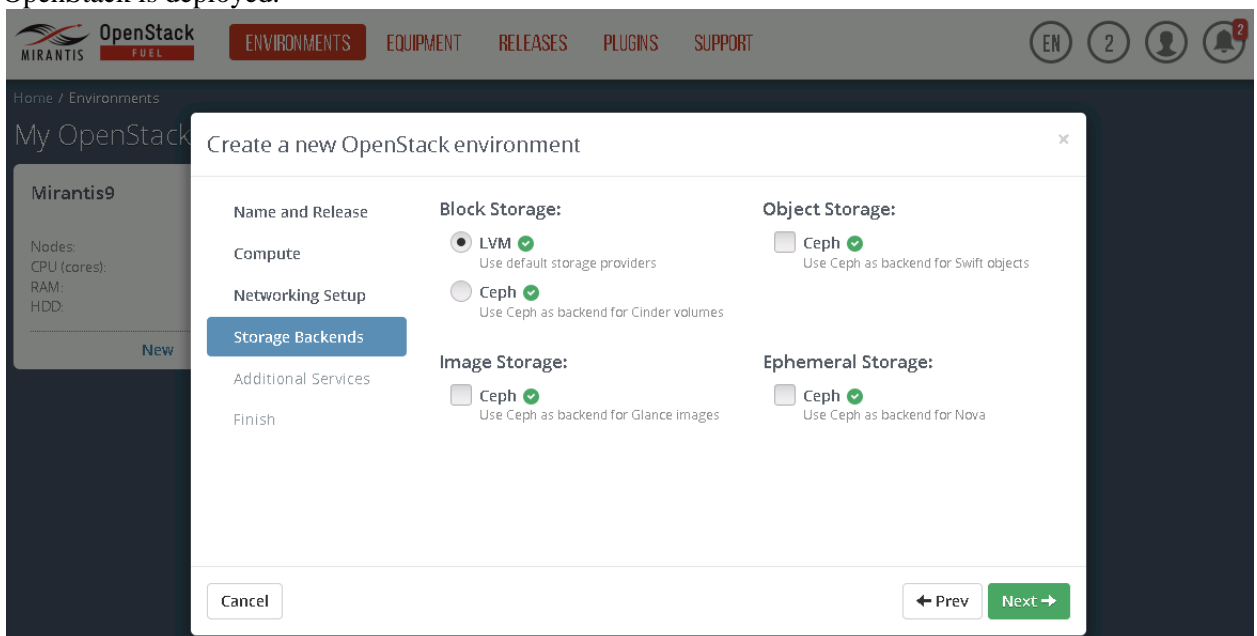 OpenStack is deployed.
MIRANTIS OpenStack FUEL ENVIRONMENTS EQUIPMENT RELEASES PLUGINS SUPPORT EN 2 2
Home / Environments
My OpenStack
Create a new OpenStack environment ×
Mirantis9
Nodes:
CPU (cores):
RAM:
HDD:
New
Name and Release
Compute
Networking Setup
Storage Backends
Additional Services
Finish
Block Storage:
LVM
Use default storage providers
Ceph
Use Ceph as backend for Cinder volumes
Object Storage:
Ceph
Use Ceph as backend for Swift objects
Image Storage:
Ceph
Use Ceph as backend for Glance images
Ephemeral Storage:
Ceph
Use Ceph as backend for Nova
Cancel
← Prev
Next →